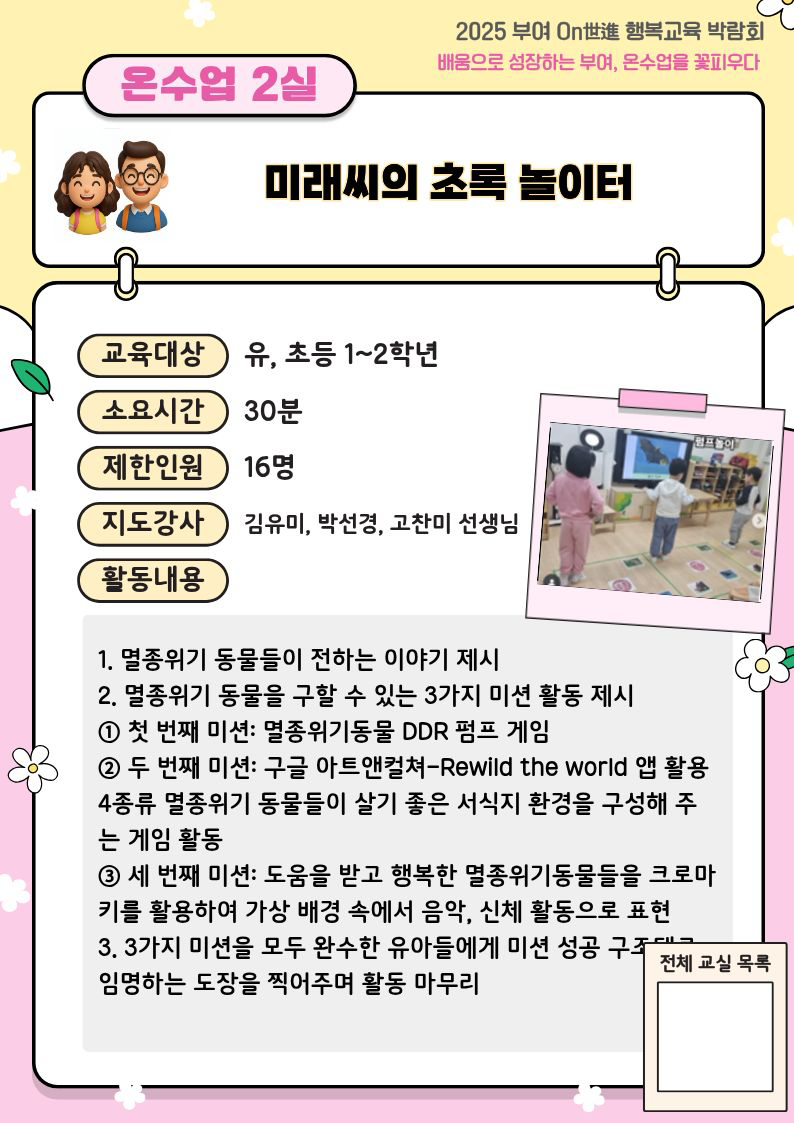 2025 부여 On世進 행복교육 박람회
배움으로 성장하는 부여, 온수업을 꽃피우다
온수업 2실
미래씨의 초록 놀이터
교육대상 유, 초등 1~2학년
소요시간 30분
제한인원 16명
지도강사 김유미, 박선경, 고찬미 선생님
펌프놀이
활동내용
1. 멸종위기 동물들이 전하는 이야기 제시
2. 멸종위기 동물을 구할 수 있는 3가지 미션 활동 제시
① 첫 번째 미션: 멸종위기동물 DDR 펌프 게임
② 두 번째 미션: 구글 아트앤컬쳐-Rewild the world 앱 활용
4종류 멸종위기 동물들이 살기 좋은 서식지 환경을 구성해 주
는 게임 활동
③ 세 번째 미션: 도움을 받고 행복한 멸종위기동물들을 크로마
키를 활용하여 가상 배경 속에서 음악, 신체 활동으로 표현
3. 3가지 미션을 모두 완수한 유아들에게 미션 성공
임명하는 도장을 찍어주며 활동 마무리
전체 교실 목록